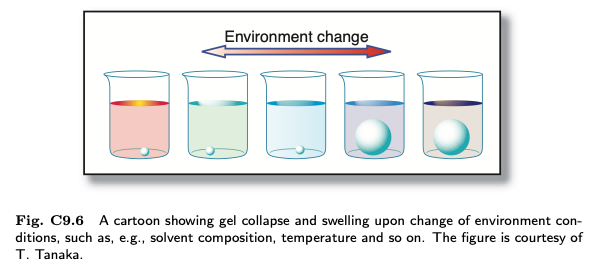 Environment change
Fig. C9.6 A cartoon showing gel collapse and swelling upon change of environment con-
ditions, such as, e.g., solvent composition, temperature and so on. The figure is courtesy of
T. Tanaka.